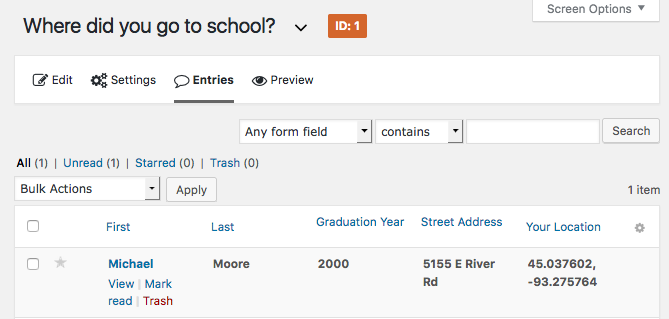 Screen Options
Where did you go to school? ID: 1
Edit Settings Entries Preview
Any form field contains Search
All (1) | Unread (1) | Starred (0) | Trash (0)
Bulk Actions Apply 1 item
First Last Graduation Year Street Address Your Location
Michael Moore 2000 5155 E River 45.037602,
View | Mark Rd -93.275764
read | Trash